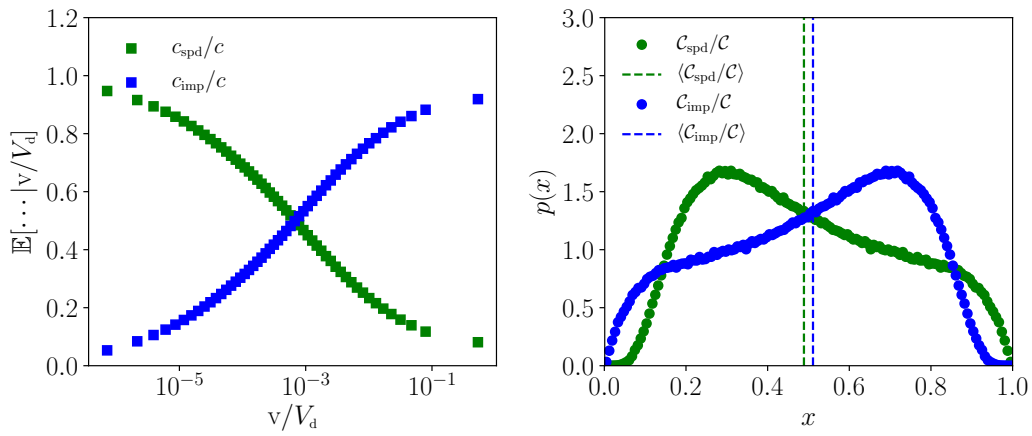 1.2
1.0
0.8
0.6
0.4
0.2
0.0
𝔼[⋯ |v/V_d]
c_spd/c
c_imp/c
10^{-5}
10^{-3}
10^{-1}
v/V_d
3.0
2.5
2.0
1.5
1.0
0.5
0.0
p(x)
𝒞_spd/𝒞
⟨𝒞_spd/𝒞⟩
𝒞_imp/𝒞
⟨𝒞_imp/𝒞⟩
0.0 0.2 0.4 0.6 0.8 1.0
x